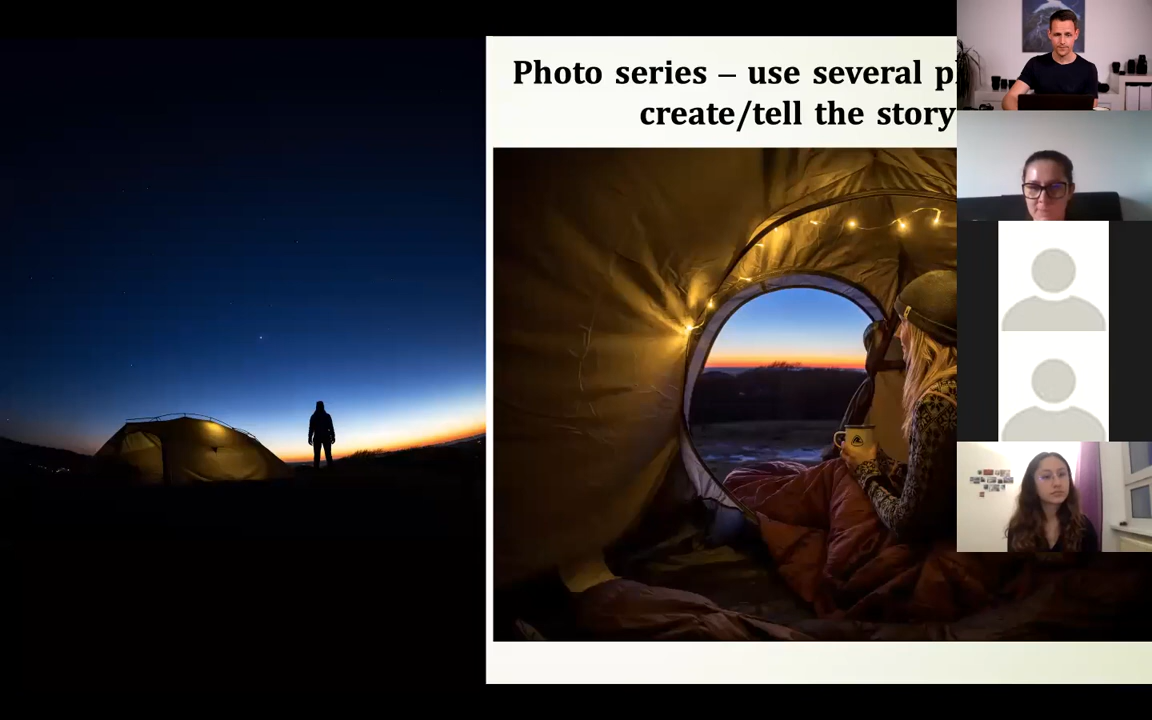 Photo series – use several
create/tell the story